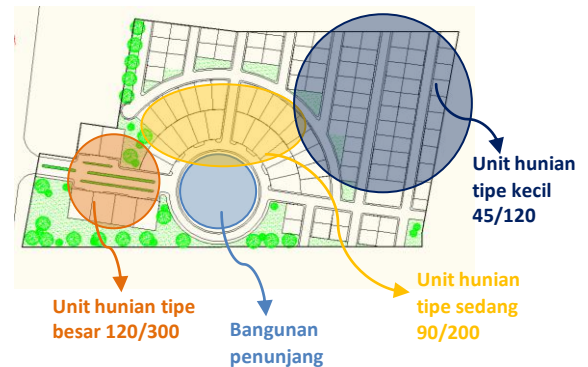 Unit hunian
tipe kecil
45/120
Unit hunian
tipe sedang
90/200
Unit hunian tipe
besar 120/300
Bangunan
penunjang